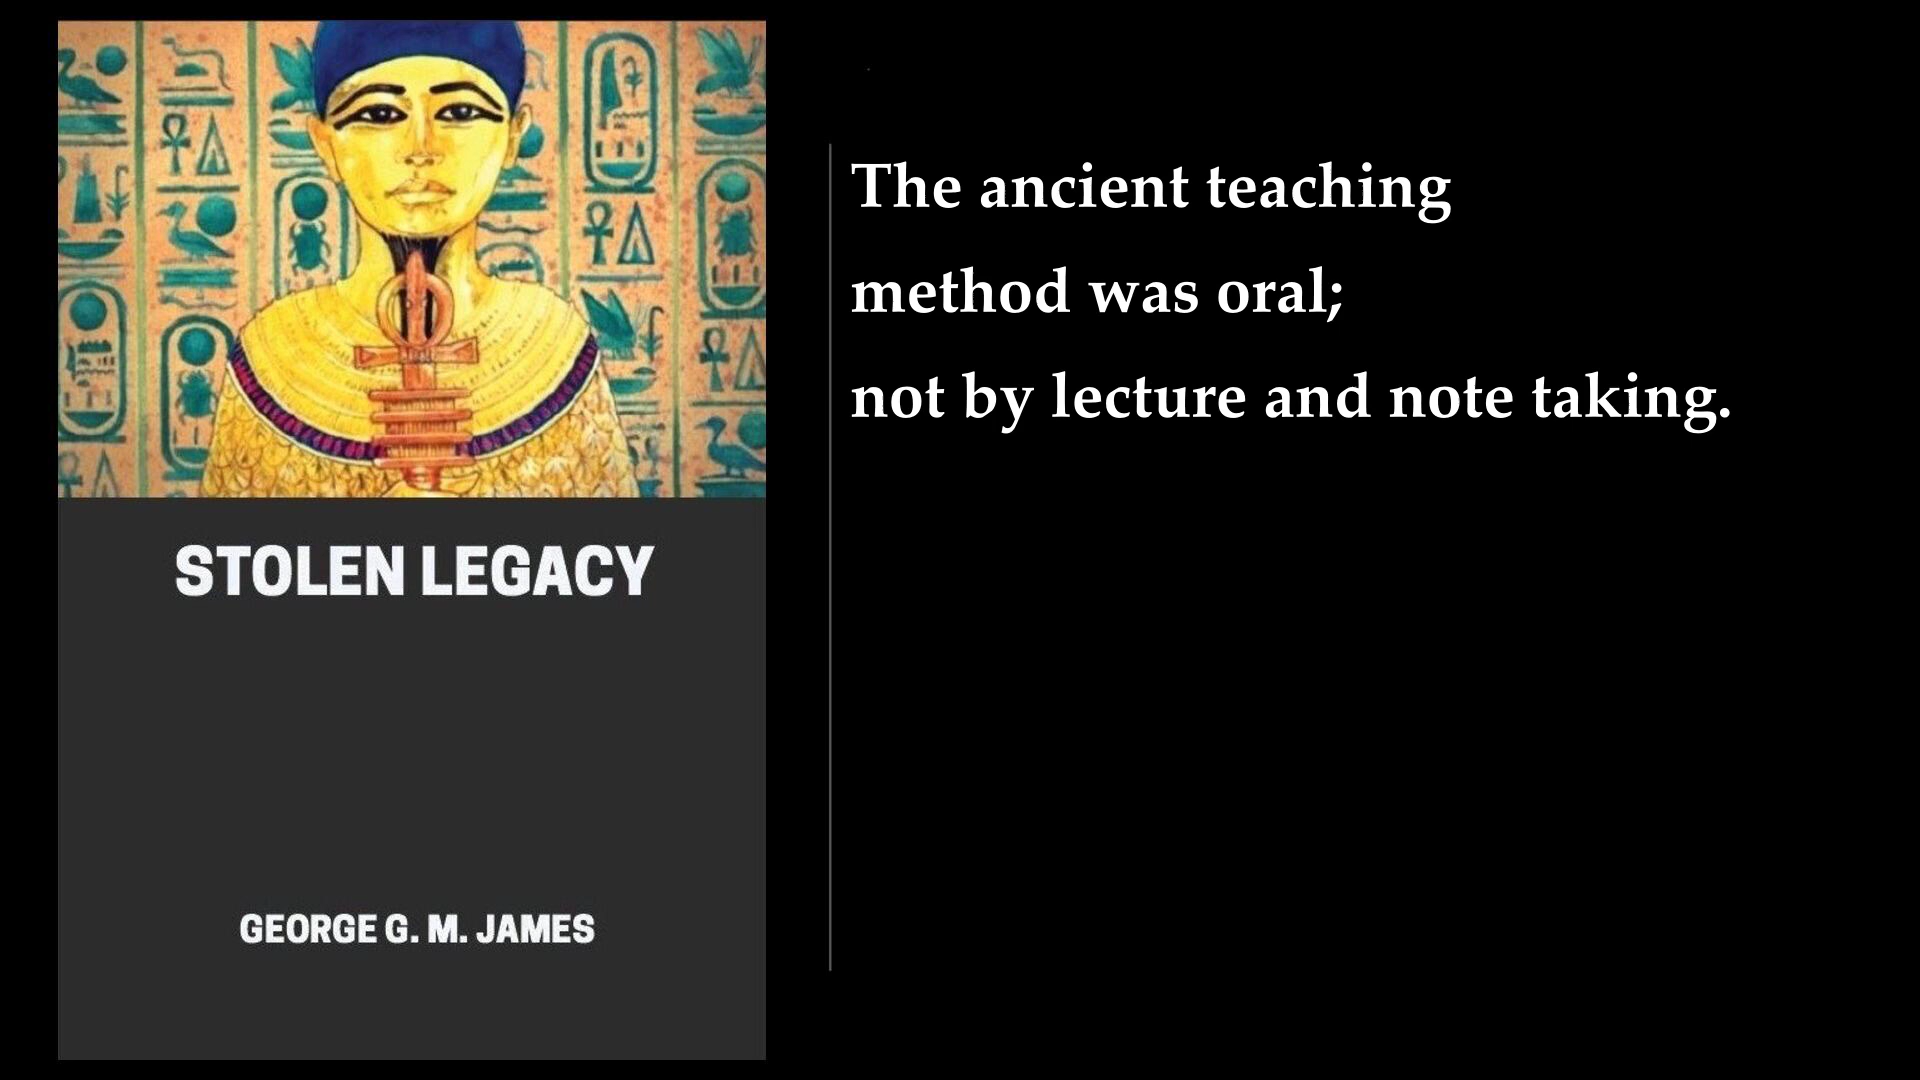 STOLEN LEGACY
GEORGE G. M. JAMES
The ancient teaching
method was oral;
not by lecture and note taking.